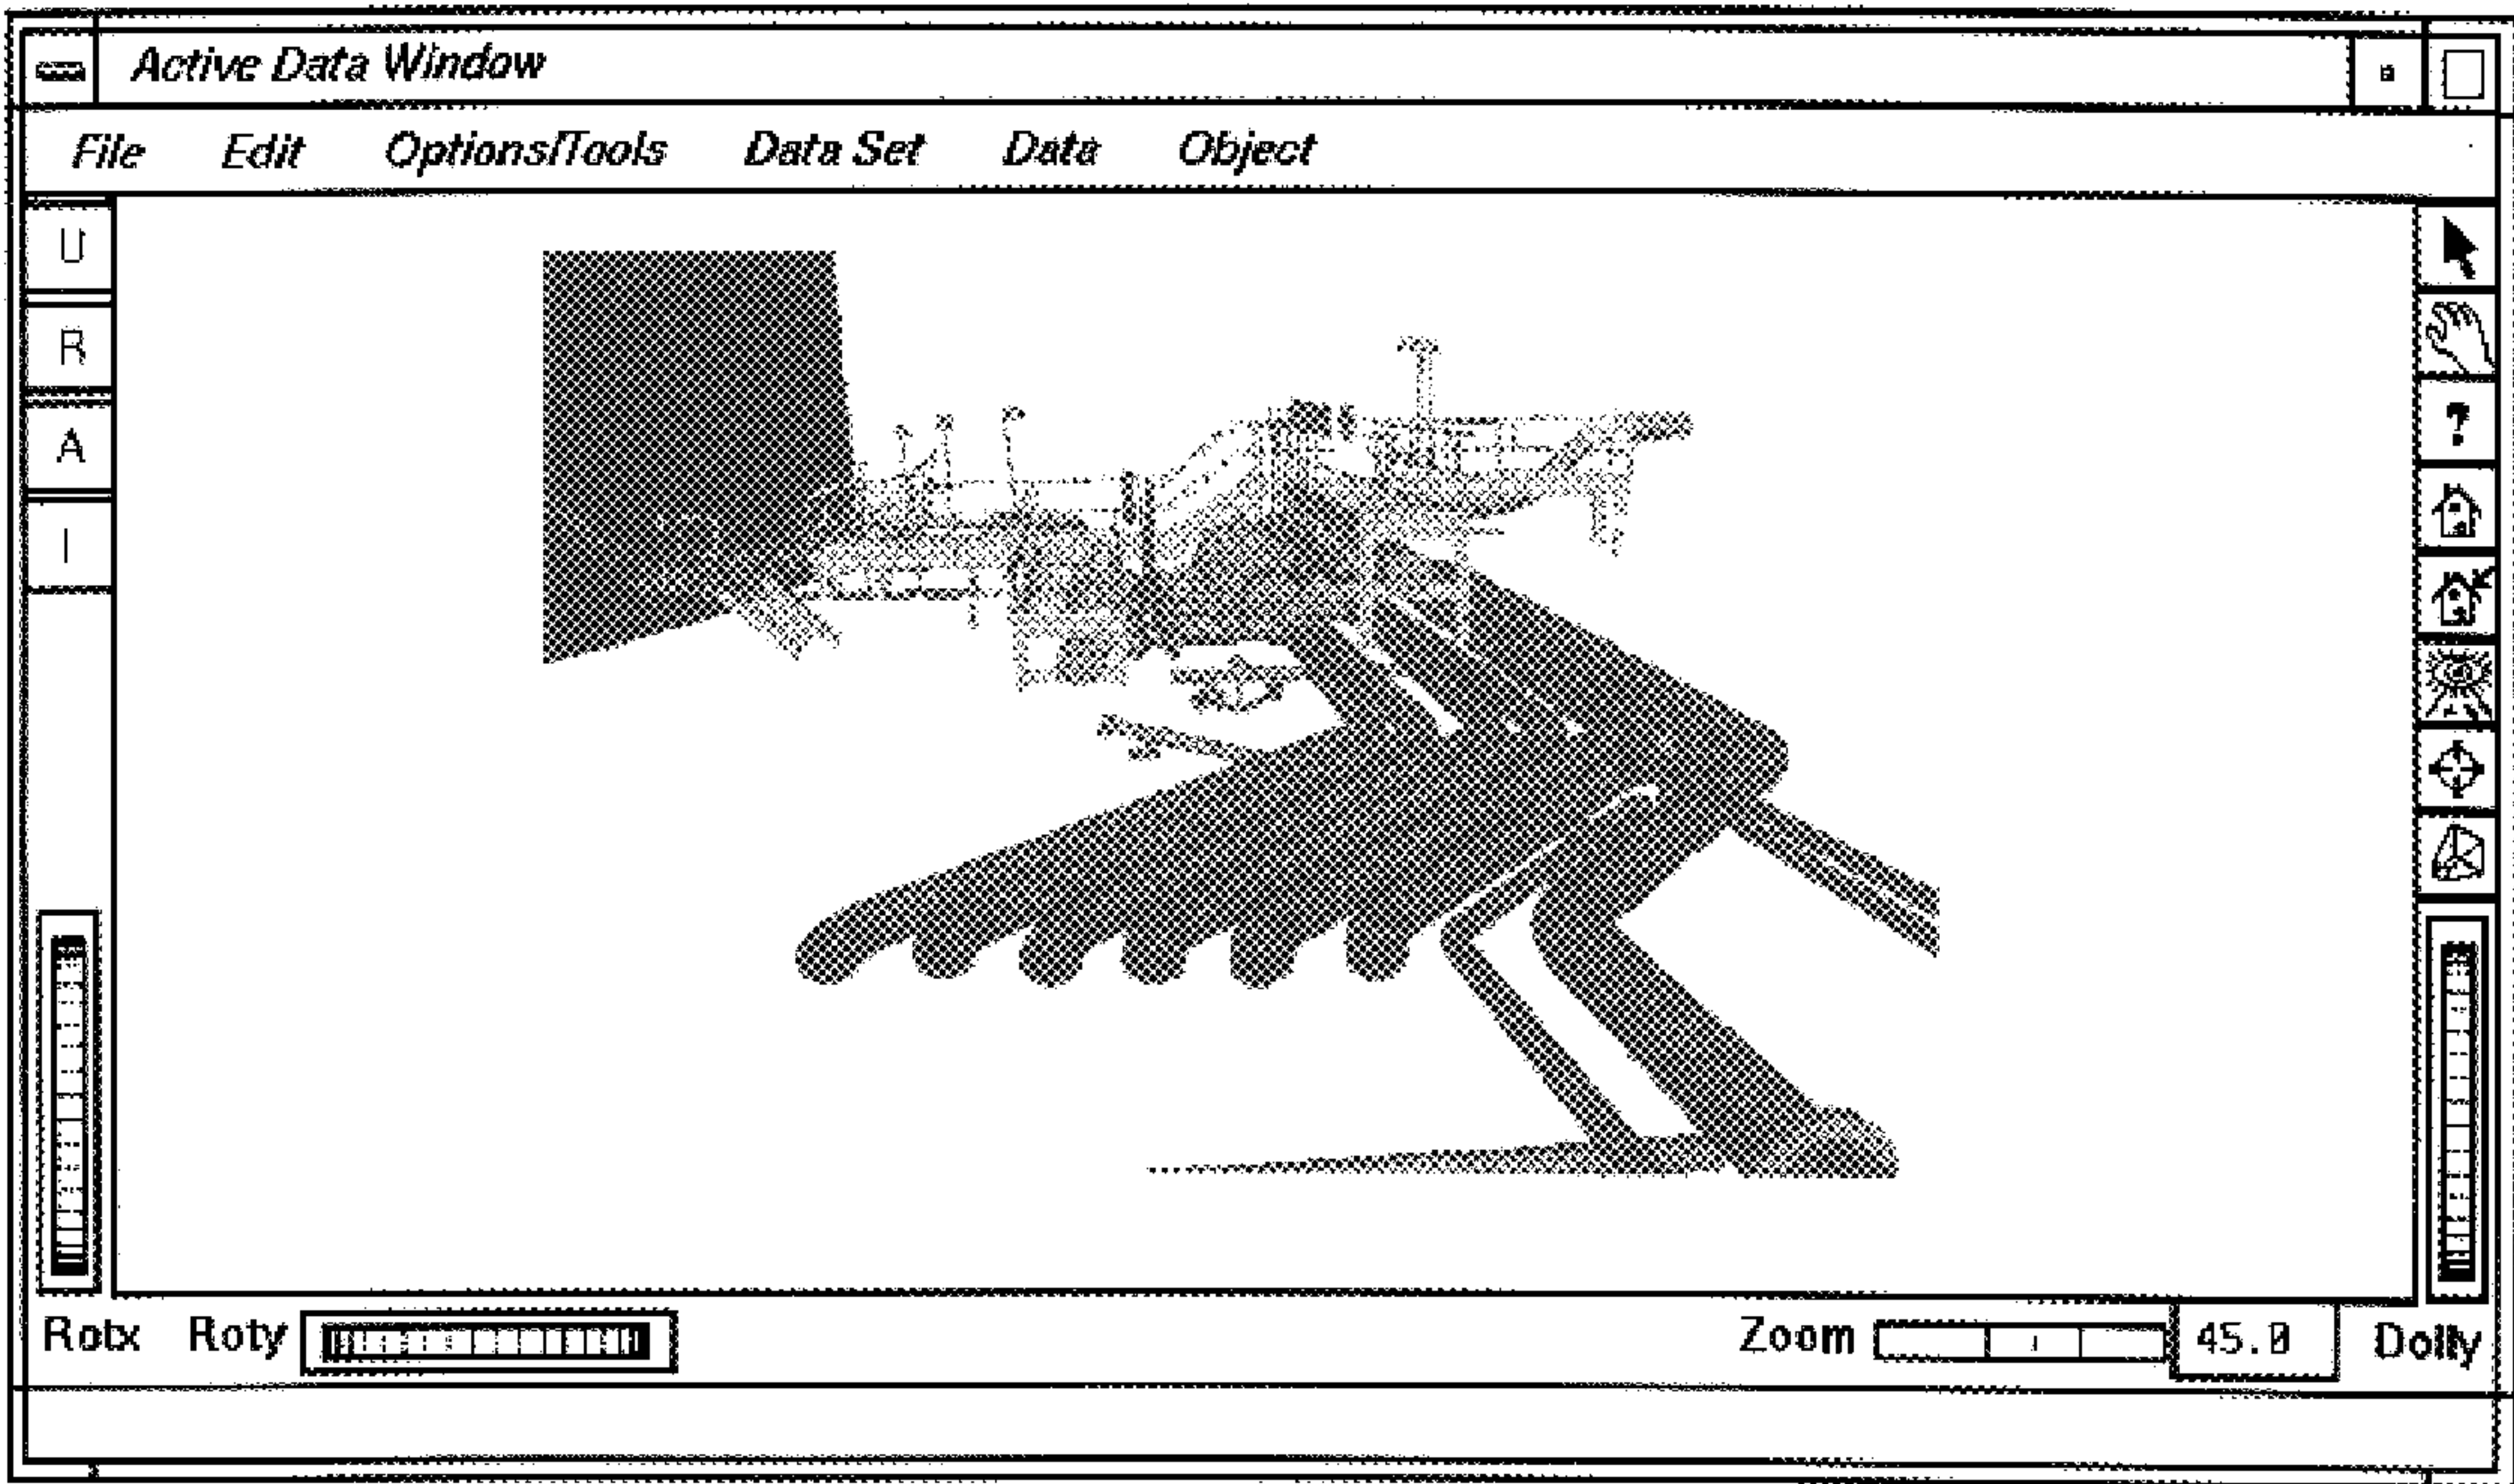 Active Data Window
File Edit Options/Tools Data Set Data Object
U
R
A
I
?
Rotx Roty Zoom 45.0 Dolly